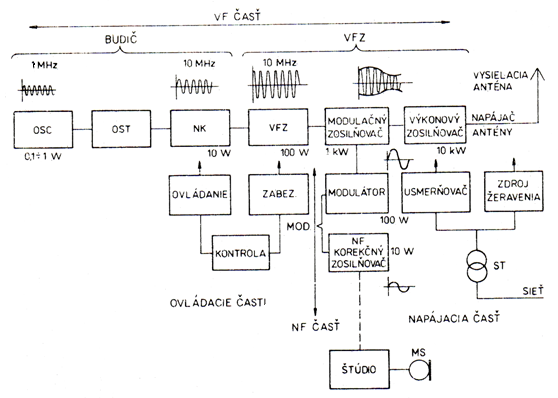 VF ČASŤ
BUDIČ
VFZ
1 MHz
10 MHz
10 MHz
VYSIELACIA
ANTÉNA
OSC
OST
NK
VFZ
MODULAČNÝ
ZOSILŇOVAČ
VÝKONOVÝ
ZOSILŇOVAČ
NAPÁJAČ
ANTÉNY
0,1÷1 W
10 W
100 W
1 kW
10 kW
OVLÁDANIE
ZABEZ.
MODULÁTOR
USMERŇOVAČ
ZDROJ
ŽERAVENIA
100 W
MOD.
KONTROLA
NF
KOREKČNÝ
ZOSILŇOVAČ
10 W
ST
SIEŤ
OVLÁDACIE ČASTI
NF ČASŤ
NAPÁJACIA ČASŤ
ŠTÚDIO
MS